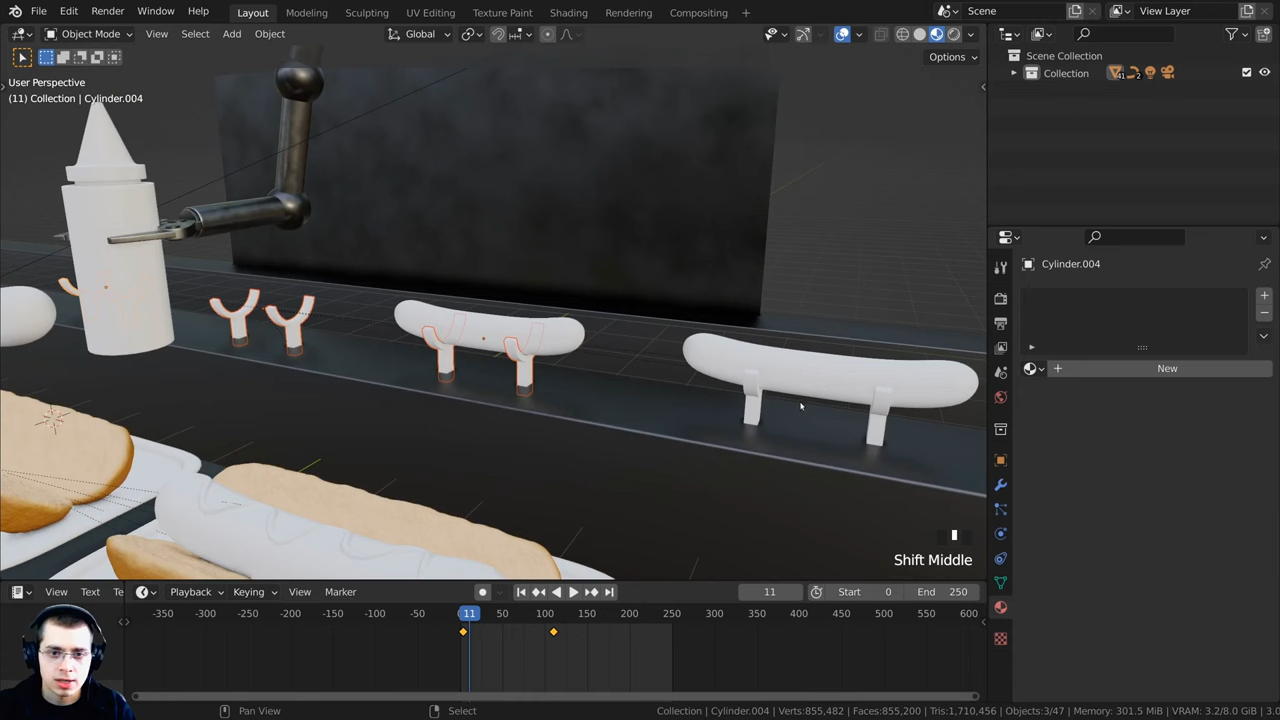 File Edit Render Window Help Layout Modeling Sculpting UV Editing Texture Paint Shading Rendering Compositing Scene View Layer
Object Mode View Select Add Object Global
Options
User Perspective
(11) Collection | Cylinder.004
Scene Collection
Collection 41 2
Cylinder.004
New
Shift Middle
View Text Te Playback Keying View Marker 11 Start 0 End 250
-350 -300 -250 -200 -150 -100 -50 11 50 100 150 200 250 300 350 400 450 500 550 600
Pan View Select Collection | Cylinder.004 | Verts:855,482 | Faces:855,200 | Tris:1,710,456 | Objects:3/47 | Memory: 301.5 MiB | VRAM: 3.2/8.0 GiB | 3.0